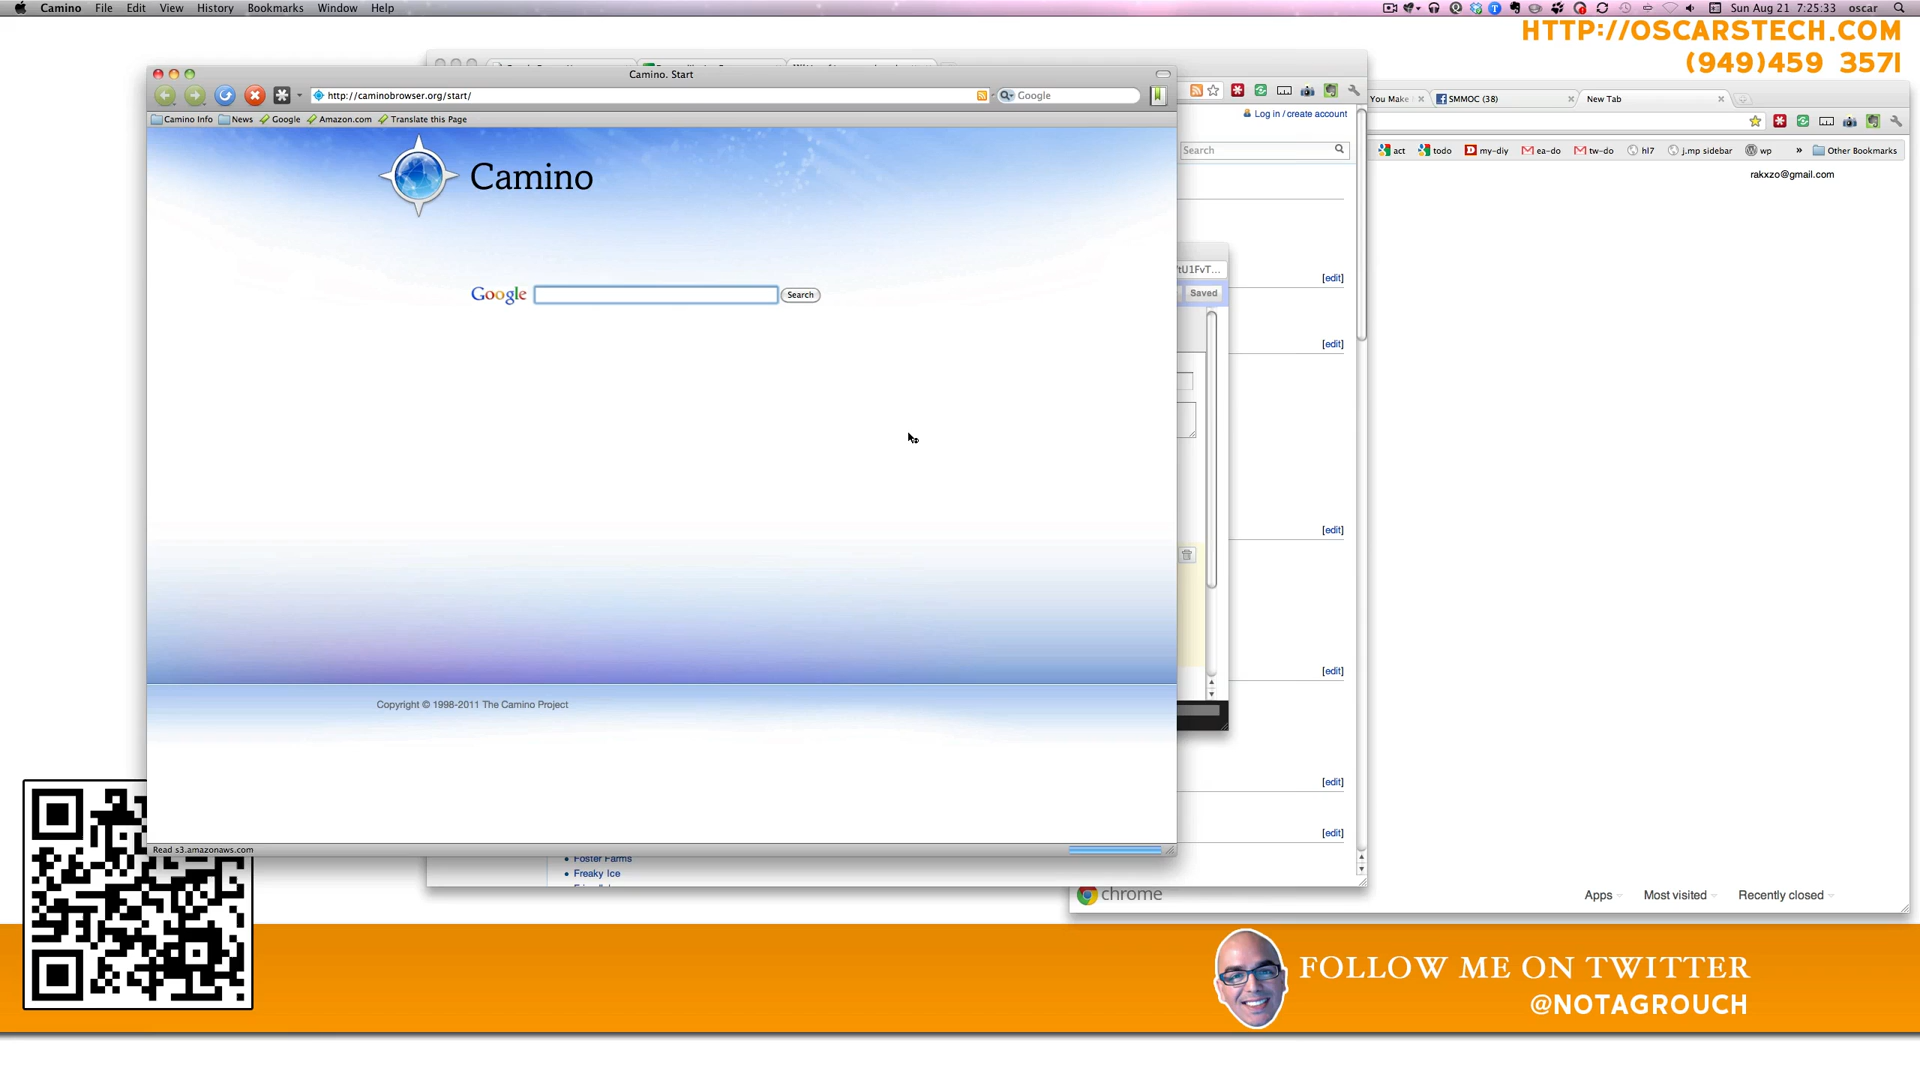 Camino File Edit View History Bookmarks Window Help
Sun Aug 21 7:25:33 oscar
HTTP://OSCARSTECH.COM
(949)459 3571
Camino. Start
http://caminobrowser.org/start/
Google
Camino Info News Google Amazon.com Translate this Page
You Make SMMOC (38) New Tab
Log in / create account
Search
act todo my-diy ea-do tw-do hl7 j.mp sidebar wp » Other Bookmarks
rakxzo@gmail.com
Camino
Google Search
[edit]
Saved
[edit]
[edit]
[edit]
[edit]
[edit]
Copyright © 1998-2011 The Camino Project
Read s3.amazonaws.com
Foster Farms
Freaky Ice
chrome
Apps Most visited Recently closed
FOLLOW ME ON TWITTER
@NOTAGROUCH